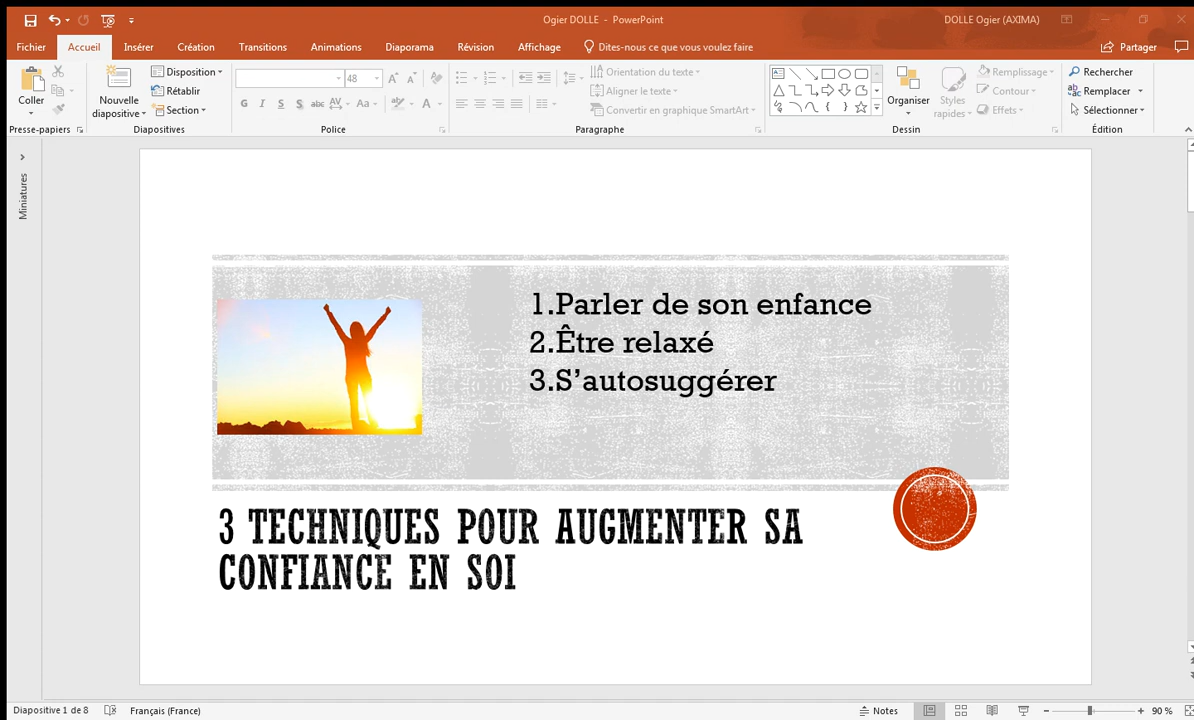 Ogier DOLLE - PowerPoint
DOLLE Ogier (AXIMA)
Fichier Accueil Insérer Création Transitions Animations Diaporama Révision Affichage Dites-nous ce que vous voulez faire Partager
Coller
Presse-papiers
Nouvelle
diapositive
Disposition
Rétablir
Section
Diapositives
48
G I S S abc AV Aa A
Police
Orientation du texte
Aligner le texte
Convertir en graphique SmartArt
Paragraphe
Organiser
Styles
rapides
Remplissage
Contour
Effets
Dessin
Rechercher
Remplacer
Sélectionner
Édition
Miniatures
1.Parler de son enfance
2.Être relaxé
3.S’autosuggérer
3 TECHNIQUES POUR AUGMENTER SA
CONFIANCE EN SOI
Diapositive 1 de 8 Français (France) Notes 90 %